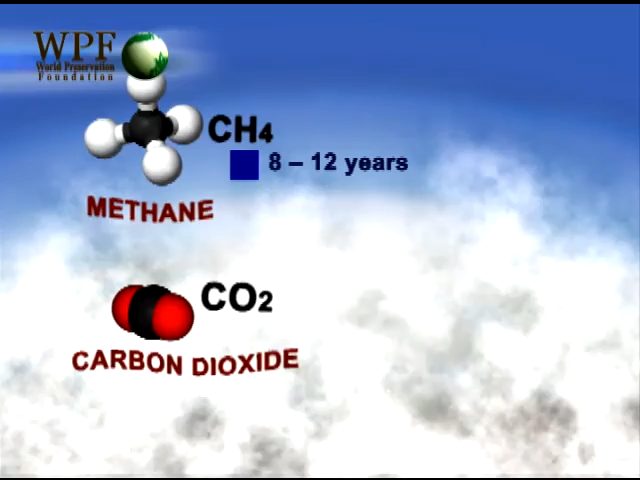 WPF
World Preservation
Foundation
CH4
8 – 12 years
METHANE
CO2
CARBON DIOXIDE